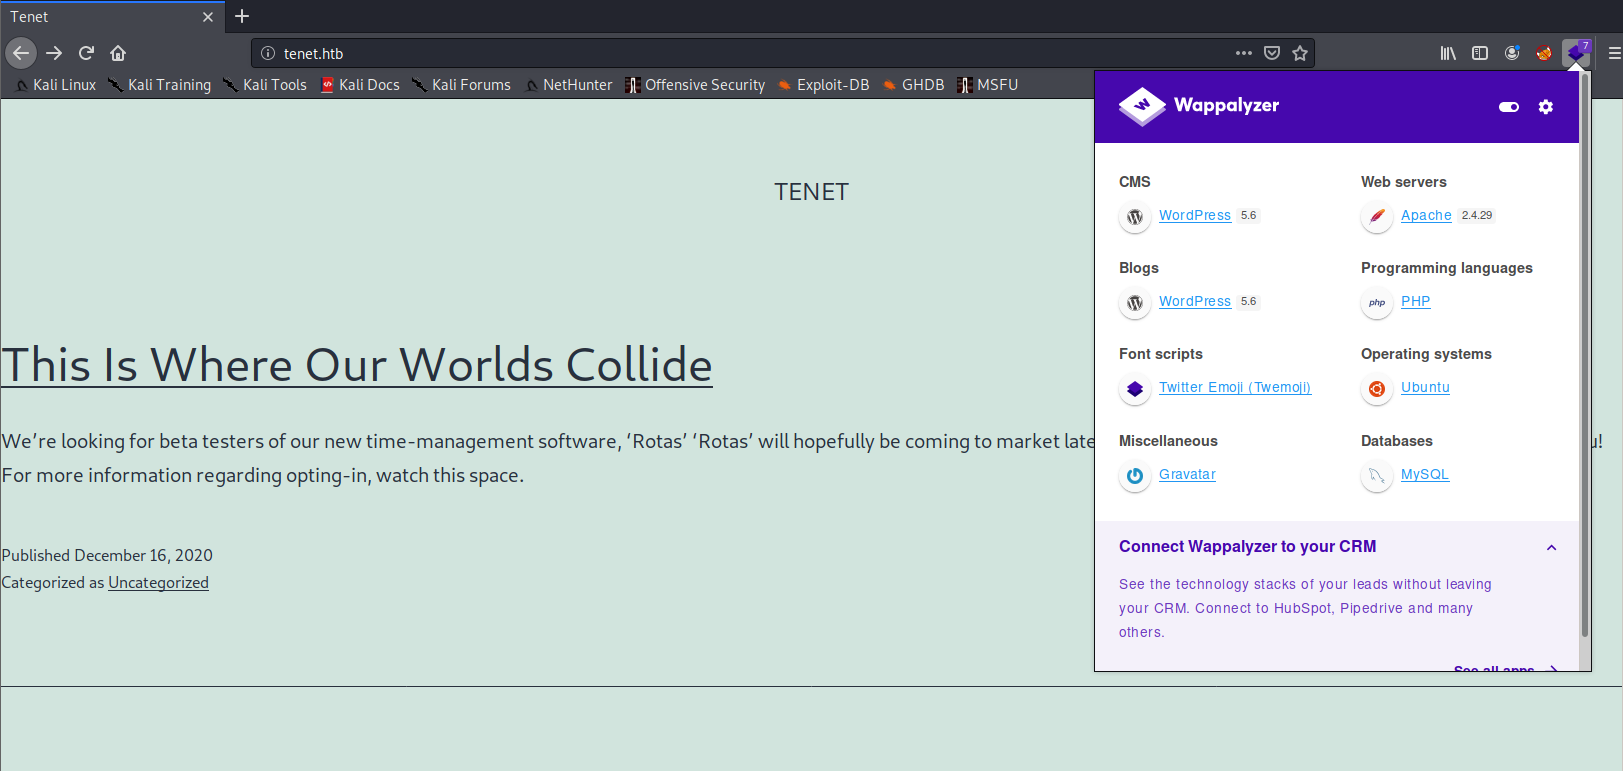 Tenet
tenet.htb
7
Kali Linux Kali Training Kali Tools Kali Docs Kali Forums NetHunter Offensive Security Exploit-DB GHDB MSFU
TENET
This Is Where Our Worlds Collide
We’re looking for beta testers of our new time-management software, ‘Rotas’ ‘Rotas’ will hopefully be coming to market late
u!
For more information regarding opting-in, watch this space.
Published December 16, 2020
Categorized as Uncategorized
W Wappalyzer
CMS
WordPress 5.6
Web servers
Apache 2.4.29
Blogs
WordPress 5.6
Programming languages
php PHP
Font scripts
Twitter Emoji (Twemoji)
Operating systems
Ubuntu
Miscellaneous
Gravatar
Databases
MySQL
Connect Wappalyzer to your CRM
See the technology stacks of your leads without leaving
your CRM. Connect to HubSpot, Pipedrive and many
others.
See all apps